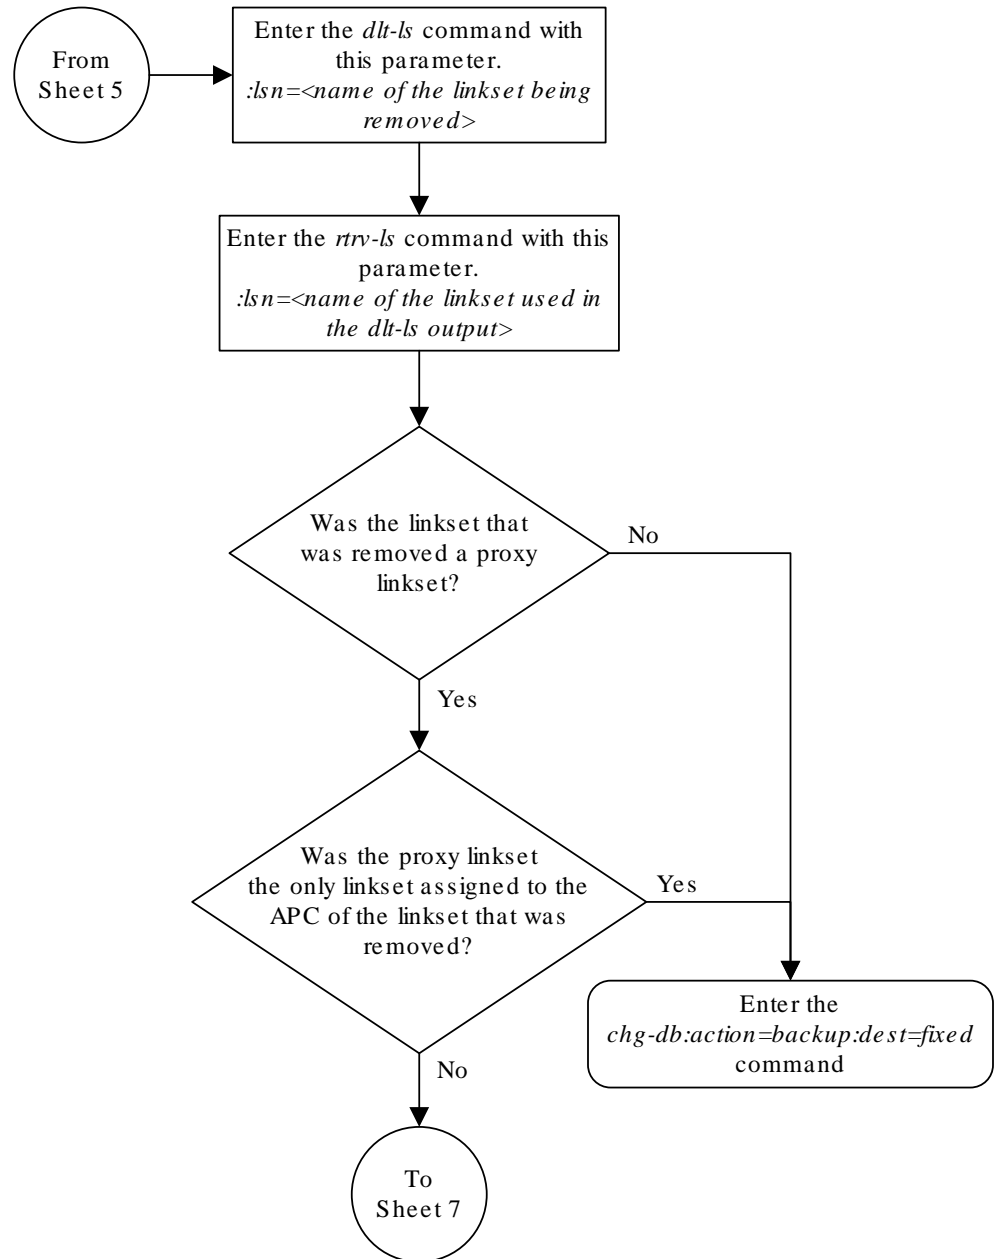 From
Sheet 5
Enter the dlt-ls command with
this parameter.
:lsn=<name of the linkset being
removed>
Enter the rtrv-ls command with this
parameter.
:lsn=<name of the linkset used in
the dlt-ls output>
Was the linkset that
was removed a proxy
linkset?
No
Yes
Was the proxy linkset
the only linkset assigned to the
APC of the linkset that was
removed?
Yes
Enter the
chg-db:action=backup:dest=fixed
command
No
To
Sheet 7